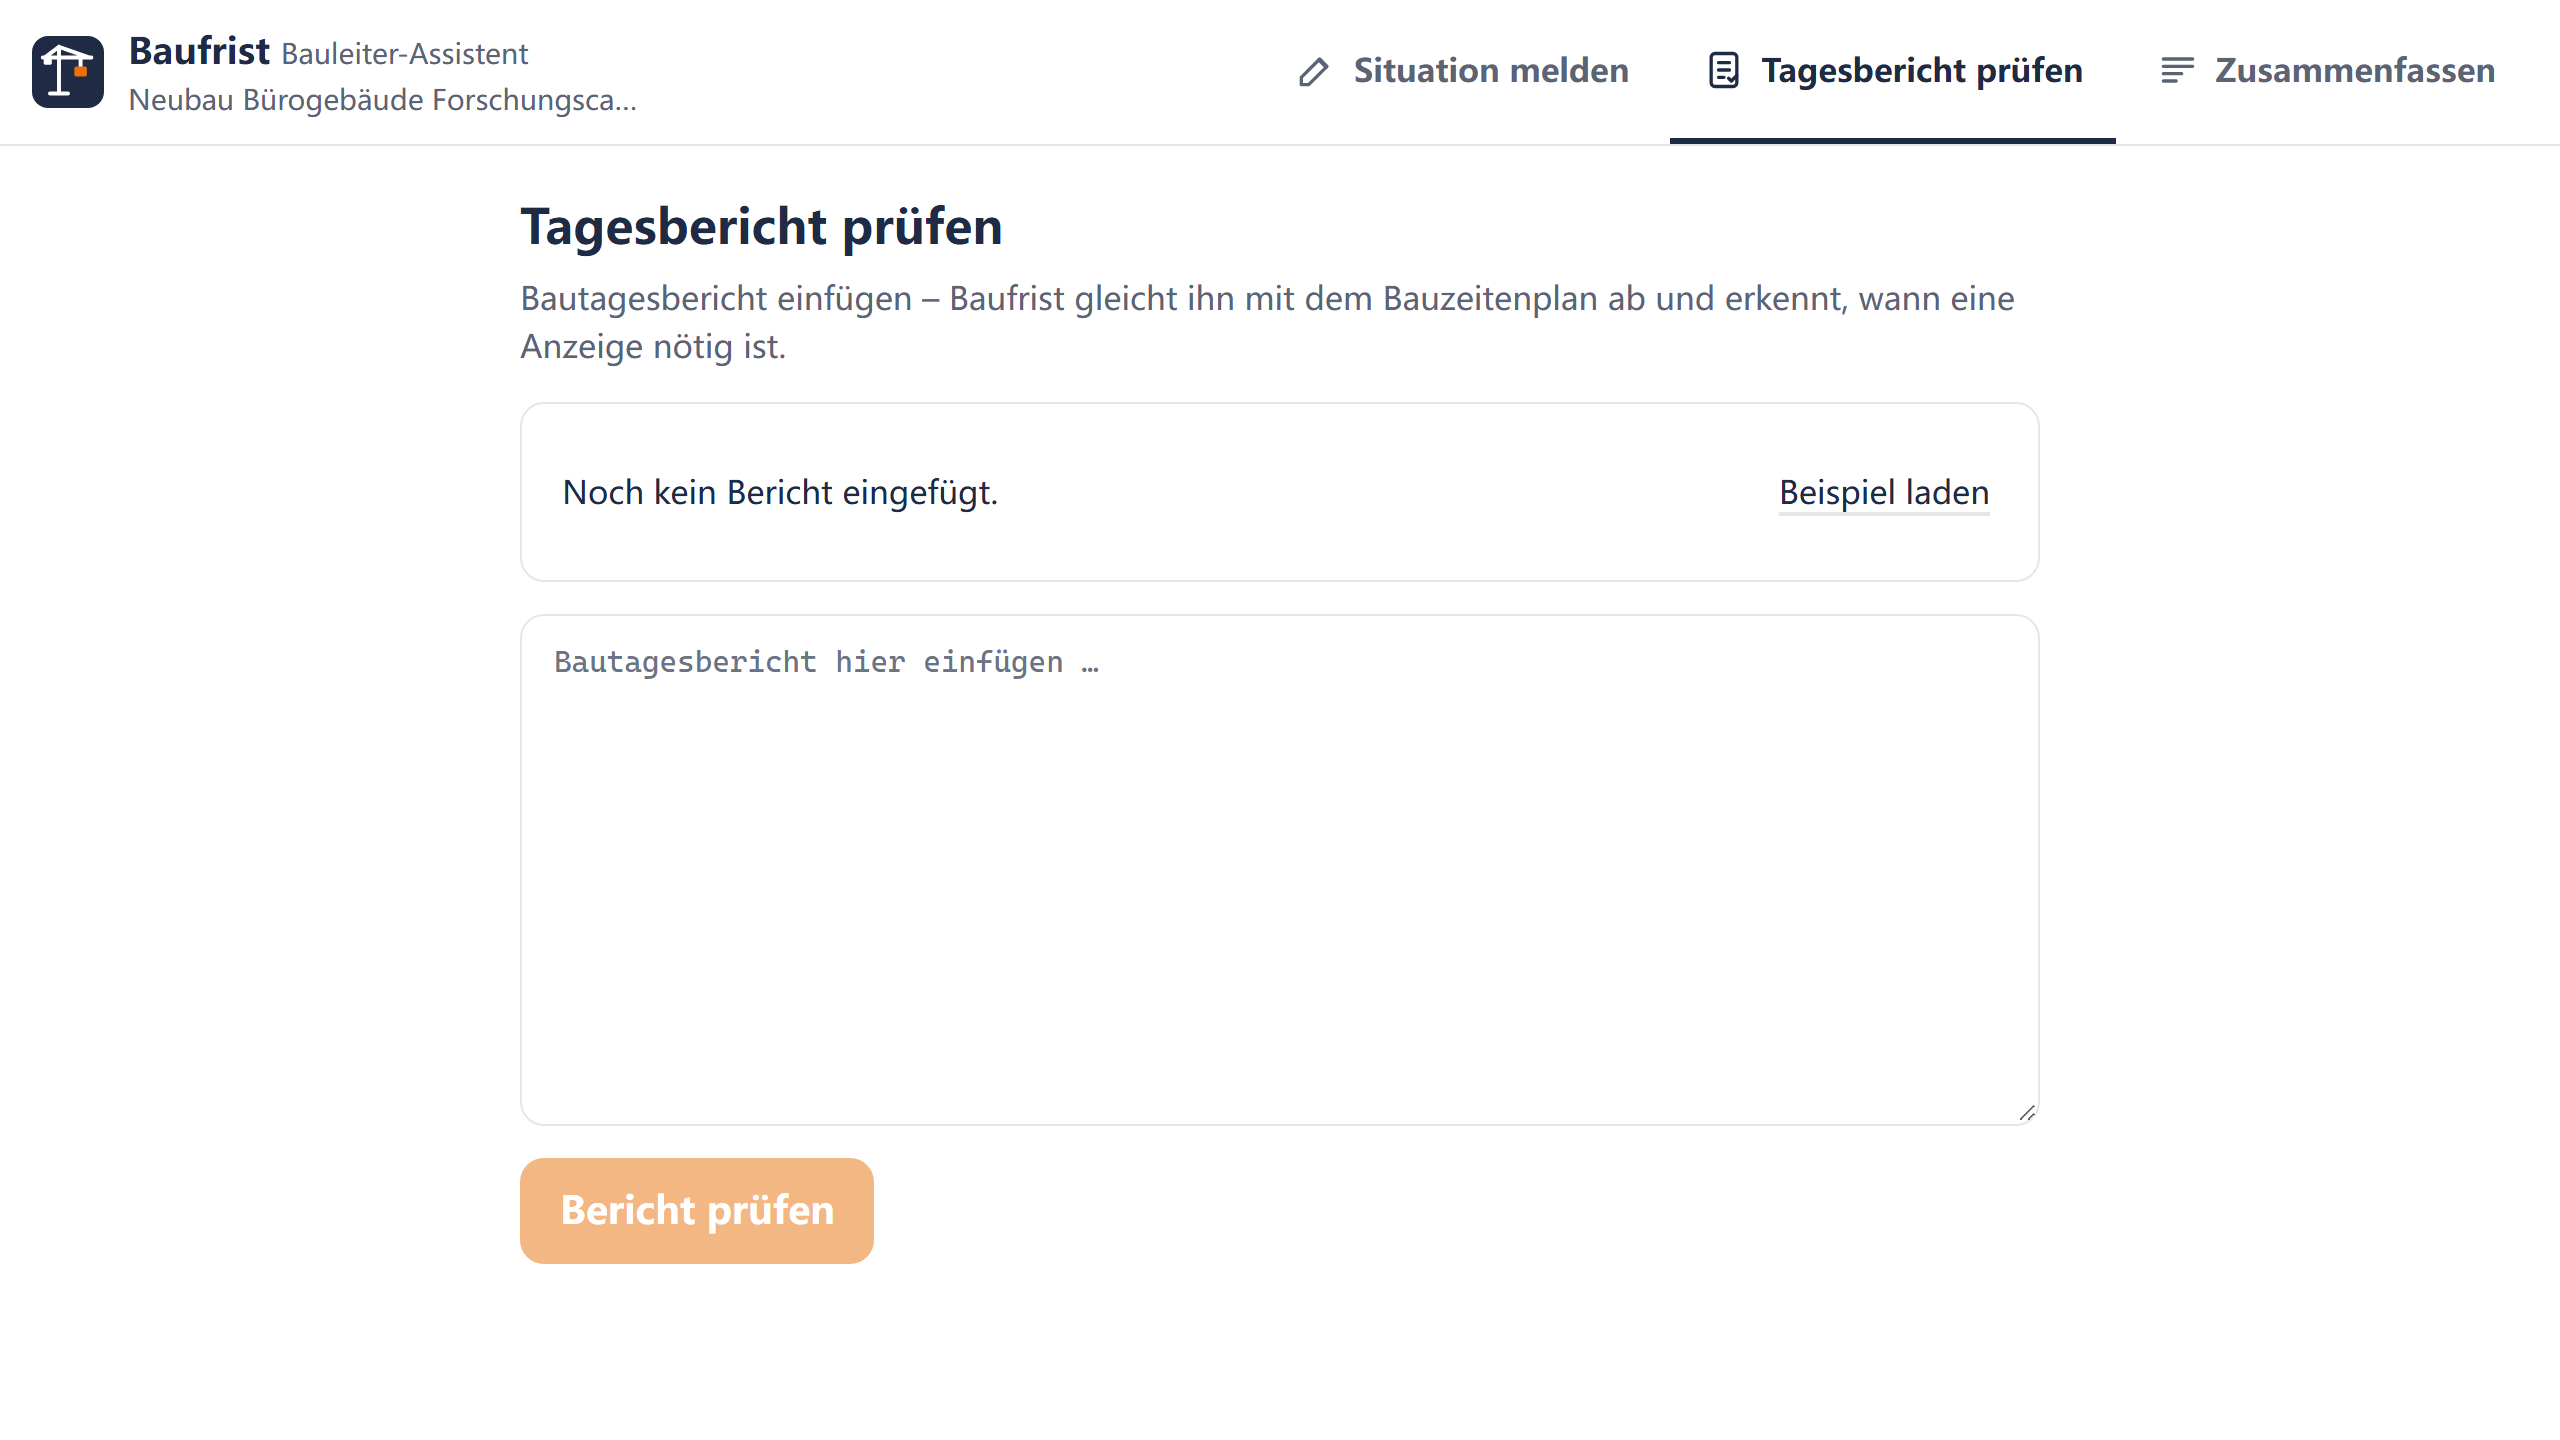 Baufrist Bauleiter-Assistent
Neubau Bürogebäude Forschungsca...
Situation melden
Tagesbericht prüfen
Zusammenfassen
Tagesbericht prüfen
Bautagesbericht einfügen – Baufrist gleicht ihn mit dem Bauzeitenplan ab und erkennt, wann eine
Anzeige nötig ist.
Noch kein Bericht eingefügt.
Beispiel laden
Bautagesbericht hier einfügen …
Bericht prüfen